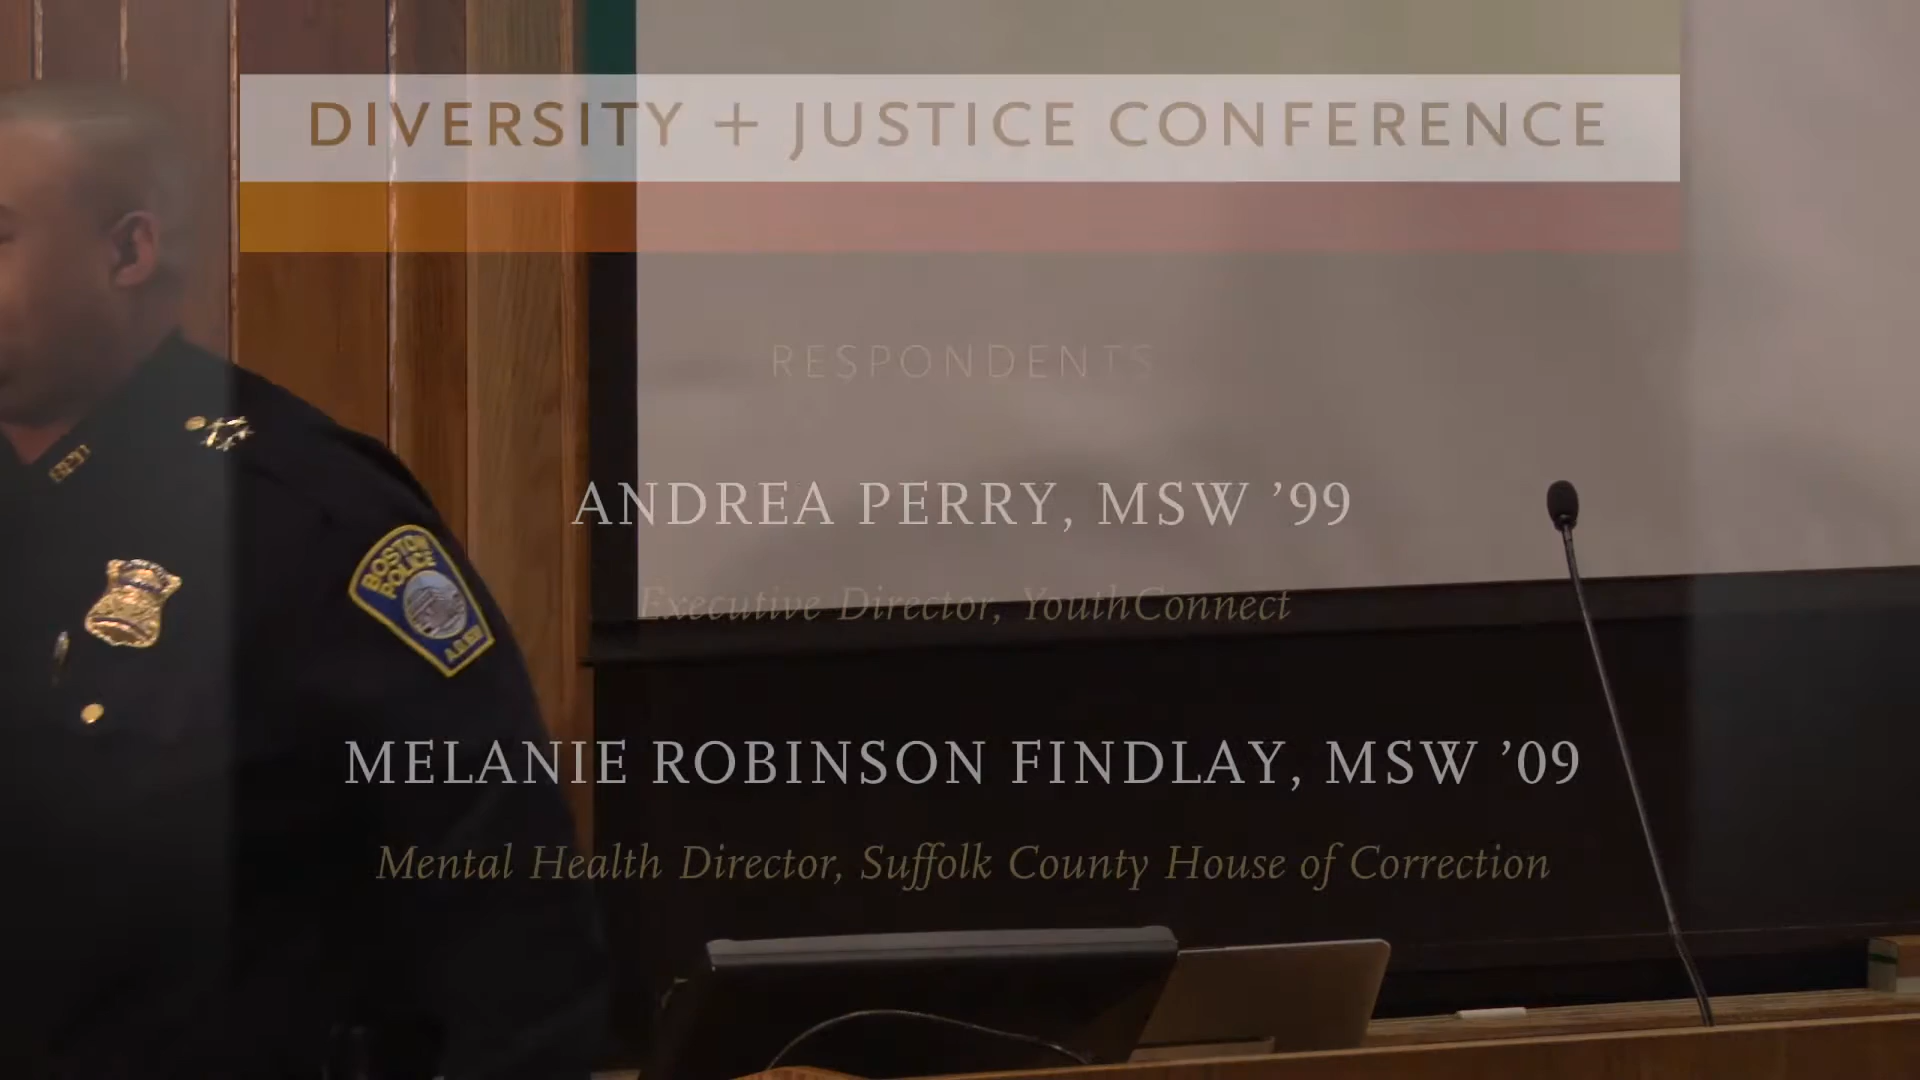 DIVERSITY + JUSTICE CONFERENCE
RESPONDENTS
ANDREA PERRY, MSW ’99
Executive Director, YouthConnect
MELANIE ROBINSON FINDLAY, MSW ’09
Mental Health Director, Suffolk County House of Correction
BPD
BOSTON
POLICE